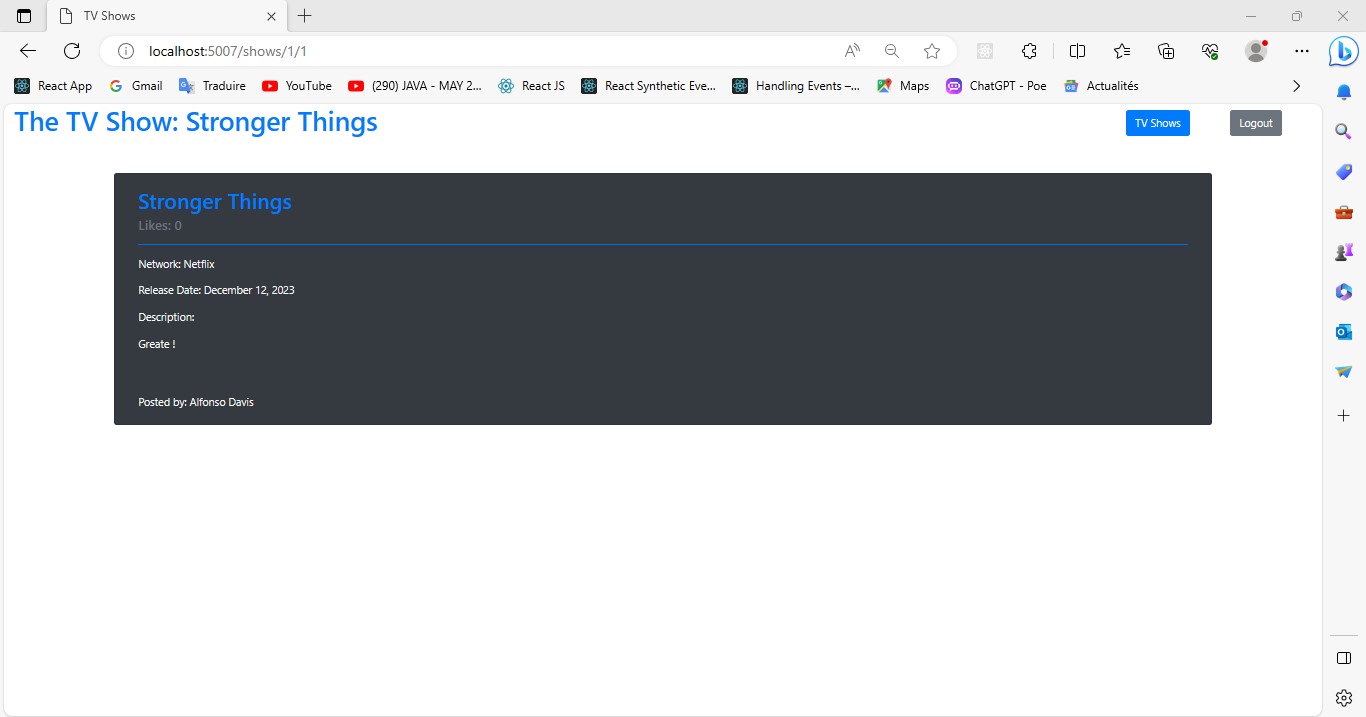 TV Shows
localhost:5007/shows/1/1
React App Gmail Traduire YouTube (290) JAVA - MAY 2... React JS React Synthetic Eve... Handling Events –... Maps ChatGPT - Poe Actualités
The TV Show: Stronger Things TV Shows Logout
Stronger Things
Likes: 0
Network: Netflix
Release Date: December 12, 2023
Description:
Greate !
Posted by: Alfonso Davis